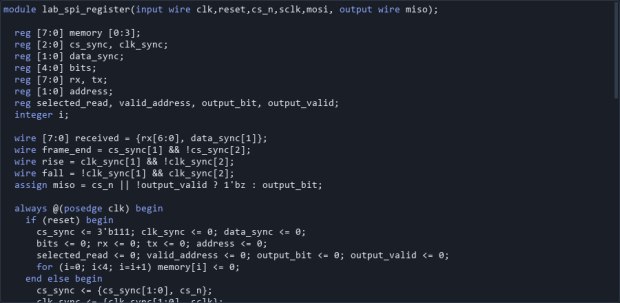 module lab_spi_register(input wire clk,reset,cs_n,sclk,mosi, output wire miso);
reg [7:0] memory [0:3];
reg [2:0] cs_sync, clk_sync;
reg [1:0] data_sync;
reg [4:0] bits;
reg [7:0] rx, tx;
reg [1:0] address;
reg selected_read, valid_address, output_bit, output_valid;
integer i;
wire [7:0] received = {rx[6:0], data_sync[1]};
wire frame_end = cs_sync[1] && !cs_sync[2];
wire rise = clk_sync[1] && !clk_sync[2];
wire fall = !clk_sync[1] && clk_sync[2];
assign miso = cs_n || !output_valid ? 1'bz : output_bit;
always @(posedge clk) begin
if (reset) begin
cs_sync <= 3'b111; clk_sync <= 0; data_sync <= 0;
bits <= 0; rx <= 0; tx <= 0; address <= 0;
selected_read <= 0; valid_address <= 0; output_bit <= 0; output_valid <= 0;
for (i=0; i<4; i=i+1) memory[i] <= 0;
end else begin
cs_sync <= {cs_sync[1:0], cs_n};
clk_sync <= {clk_sync[1:0], sclk};